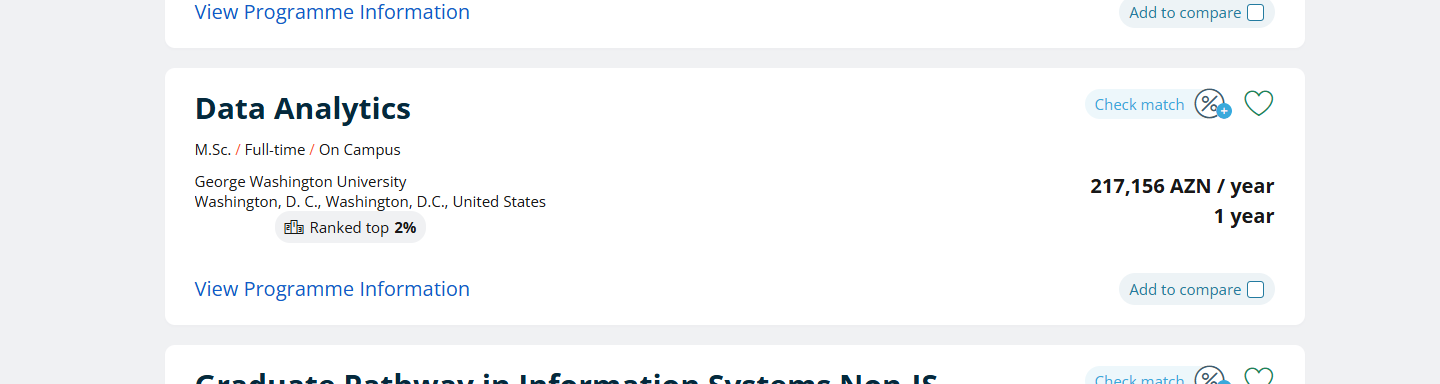 View Programme Information
Add to compare
Data Analytics
Check match
M.Sc. / Full-time / On Campus
George Washington University
217,156 AZN / year
Washington, D. C., Washington, D.C., United States
1 year
Ranked top 2%
View Programme Information
Add to compare
Graduate Pathway in Information Systems Non-IS
Check match